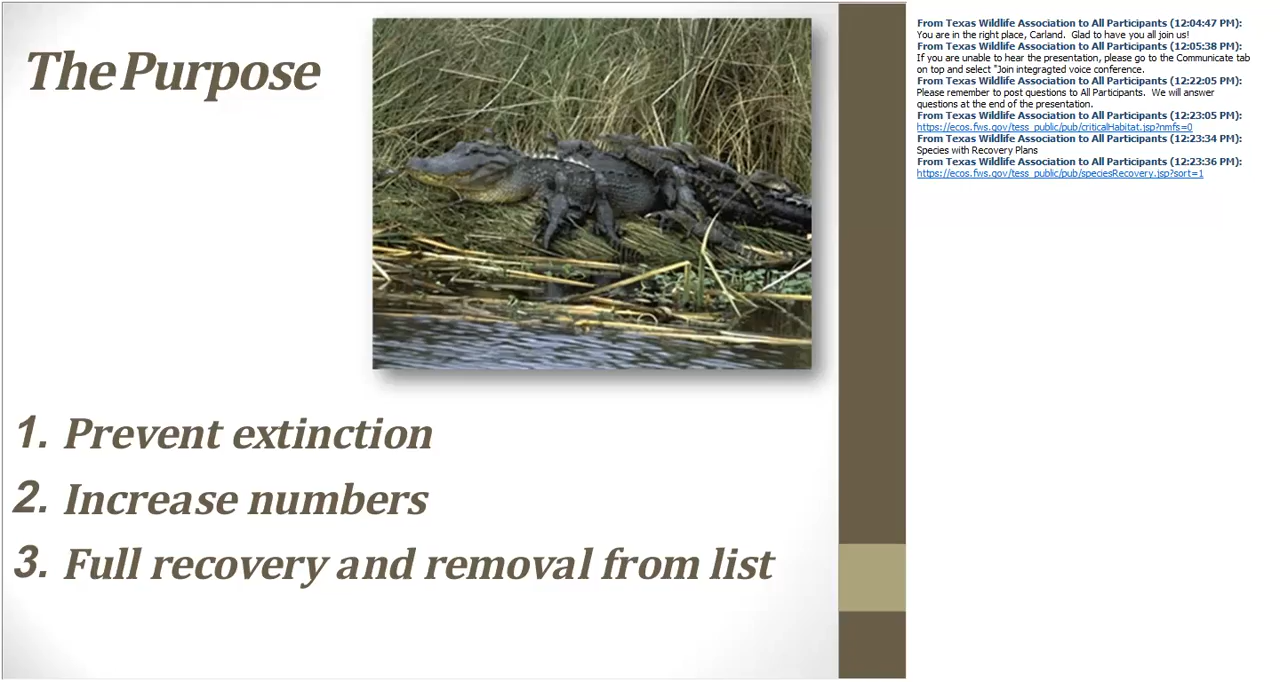 The Purpose
1. Prevent extinction
2. Increase numbers
3. Full recovery and removal from list
From Texas Wildlife Association to All Participants (12:04:47 PM):
You are in the right place, Carland.  Glad to have you all join us!
From Texas Wildlife Association to All Participants (12:05:38 PM):
If you are unable to hear the presentation, please go to the Communicate tab
on top and select "Join integragted voice conference.
From Texas Wildlife Association to All Participants (12:22:05 PM):
Please remember to post questions to All Participants.  We will answer
questions at the end of the presentation.
From Texas Wildlife Association to All Participants (12:23:05 PM):
https://ecos.fws.gov/tess_public/pub/criticalHabitat.jsp?nmfs=0
From Texas Wildlife Association to All Participants (12:23:34 PM):
Species with Recovery Plans
From Texas Wildlife Association to All Participants (12:23:36 PM):
https://ecos.fws.gov/tess_public/pub/speciesRecovery.jsp?sort=1